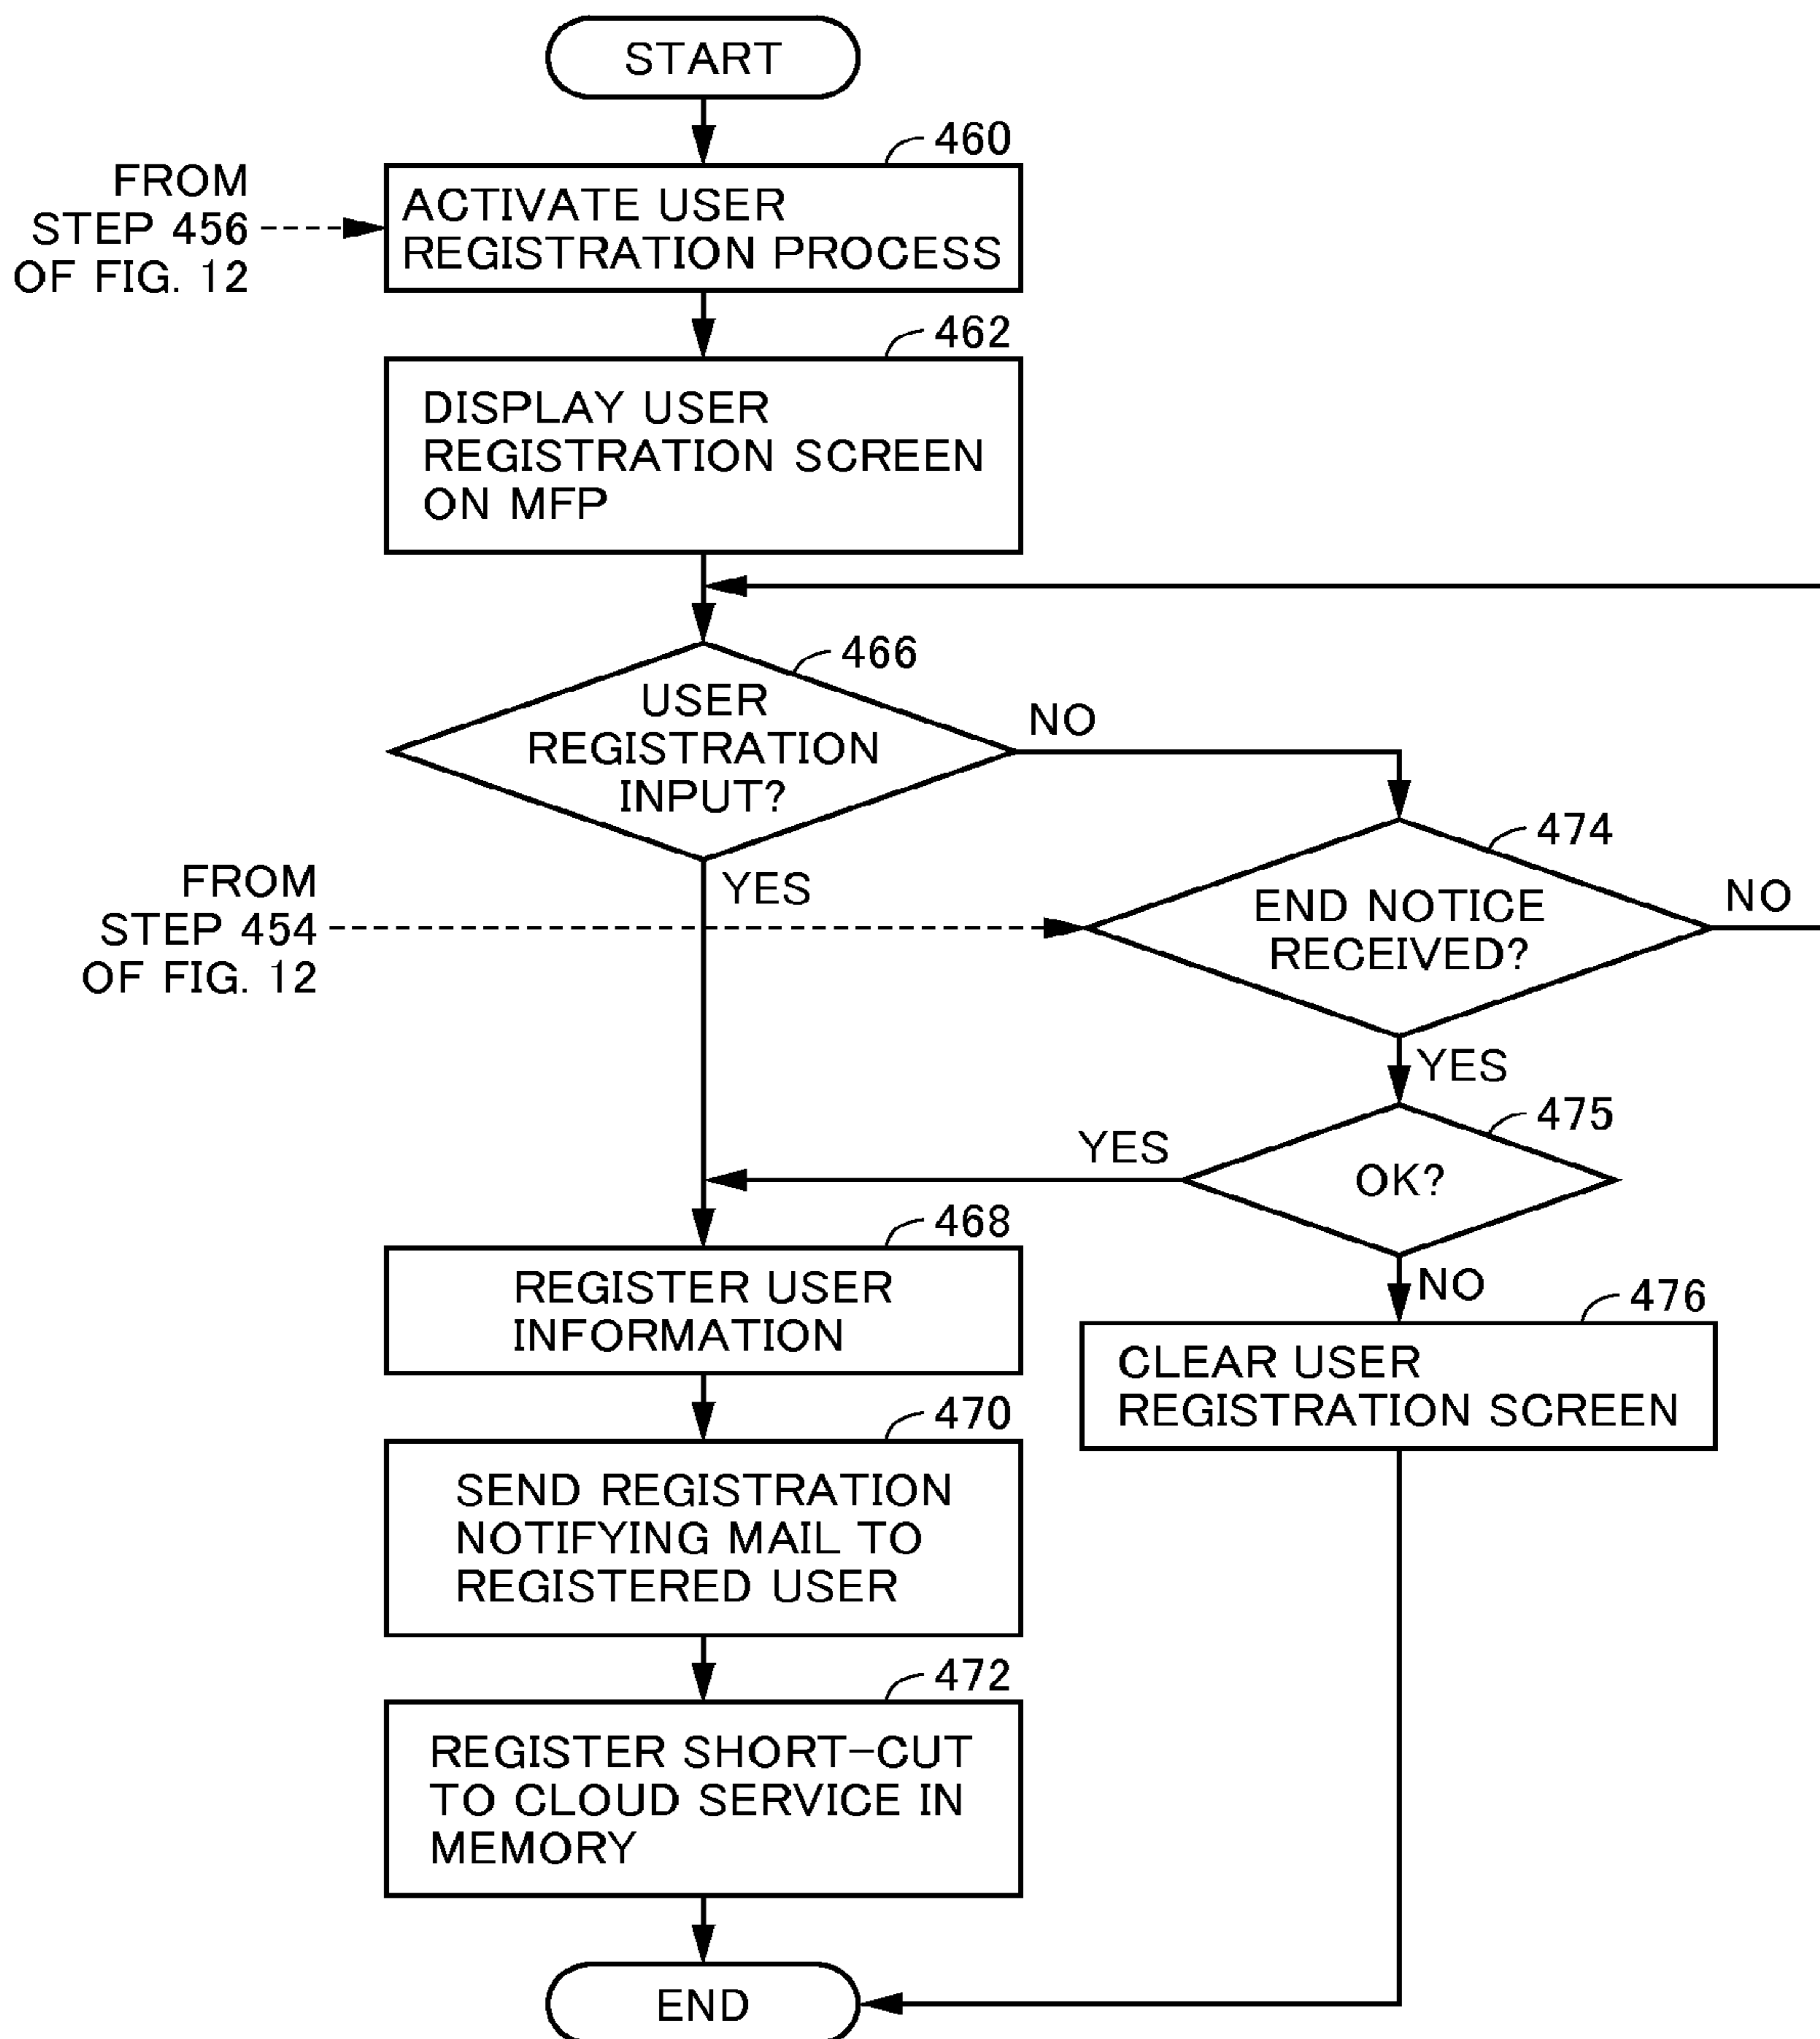 START
460
FROM
STEP 456
OF FIG. 12
ACTIVATE USER
REGISTRATION PROCESS
462
DISPLAY USER
REGISTRATION SCREEN
ON MFP
466
USER
REGISTRATION
INPUT?
NO
YES
FROM
STEP 454
OF FIG. 12
474
END NOTICE
RECEIVED?
NO
YES
475
OK?
YES
NO
468
REGISTER USER
INFORMATION
476
CLEAR USER
REGISTRATION SCREEN
470
SEND REGISTRATION
NOTIFYING MAIL TO
REGISTERED USER
472
REGISTER SHORT-CUT
TO CLOUD SERVICE IN
MEMORY
END